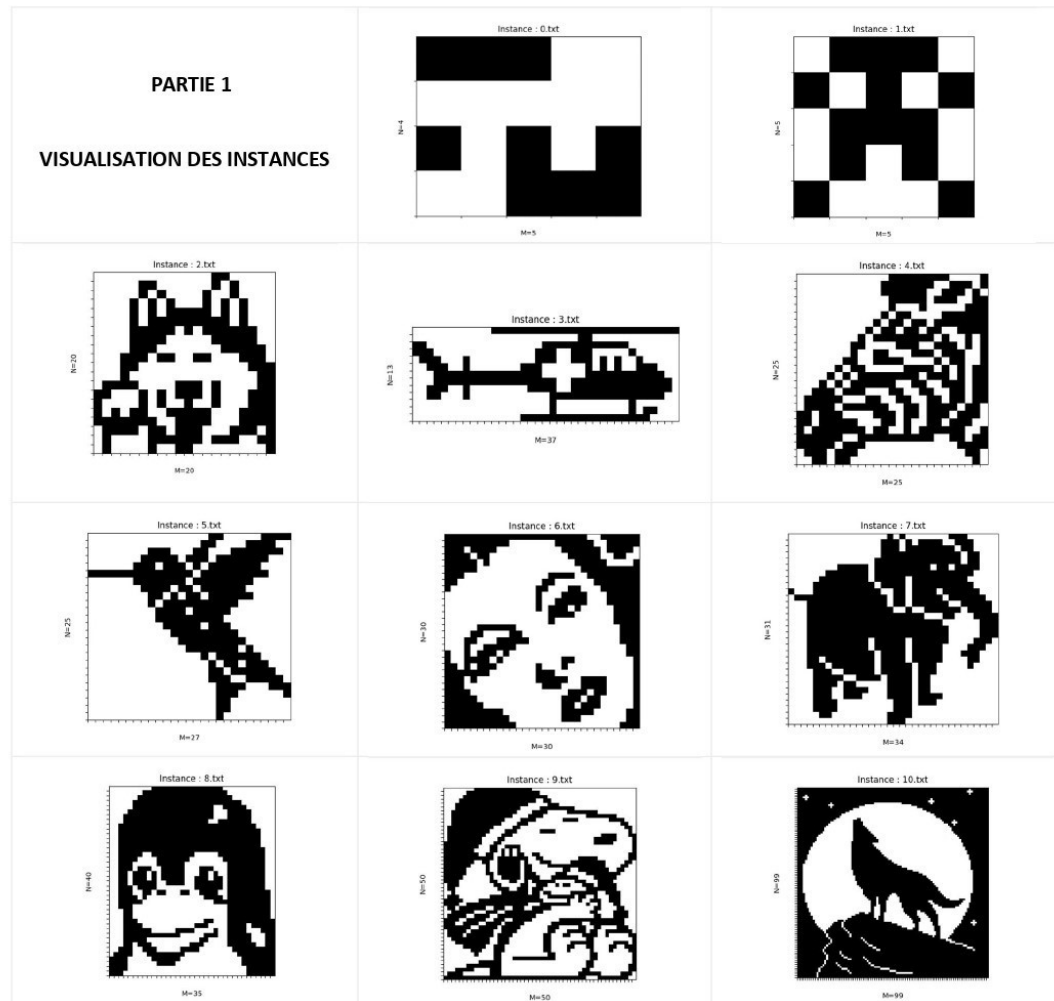 PARTIE 1
VISUALISATION DES INSTANCES
Instance : 0.txt
N=4
M=5
Instance : 1.txt
N=5
M=5
Instance : 2.txt
N=20
M=20
Instance : 3.txt
N=13
M=37
Instance : 4.txt
N=25
M=25
Instance : 5.txt
N=25
M=27
Instance : 6.txt
N=30
M=30
Instance : 7.txt
N=31
M=34
Instance : 8.txt
N=40
M=35
Instance : 9.txt
N=50
M=50
Instance : 10.txt
N=99
M=99